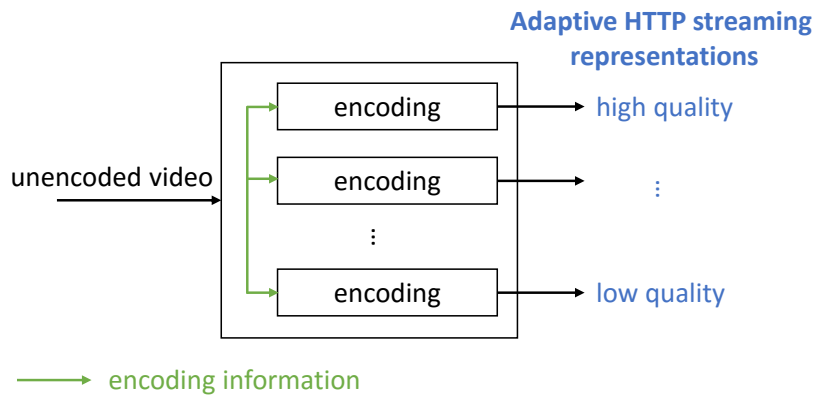 Adaptive HTTP streaming
representations
encoding
high quality
unencoded video
encoding
⋮
⋮
encoding
low quality
encoding information